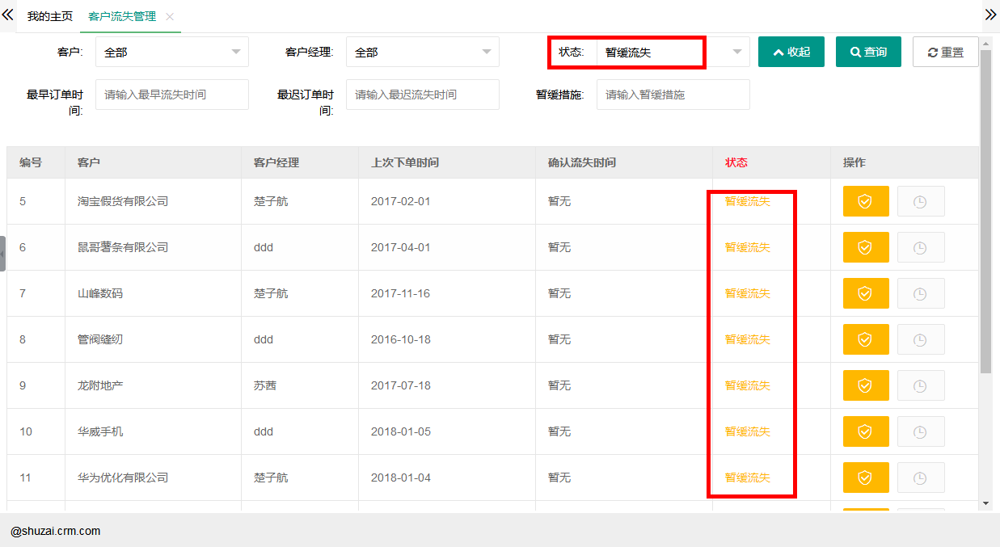 我的主页 客户流失管理
客户: 全部 客户经理: 全部 状态: 暂缓流失 收起 查询 重置
最早订单时间: 请输入最早流失时间 最迟订单时间: 请输入最迟流失时间 暂缓措施: 请输入暂缓措施
编号 客户 客户经理 上次下单时间 确认流失时间 状态 操作
5 淘宝假货有限公司 楚子航 2017-02-01 暂无 暂缓流失
6 鼠哥薯条有限公司 ddd 2017-04-01 暂无 暂缓流失
7 山峰数码 楚子航 2017-11-16 暂无 暂缓流失
8 管阀缝纫 ddd 2016-10-18 暂无 暂缓流失
9 龙附地产 苏茜 2017-07-18 暂无 暂缓流失
10 华威手机 ddd 2018-01-05 暂无 暂缓流失
11 华为优化有限公司 楚子航 2018-01-04 暂无 暂缓流失
@shuzai.crm.com